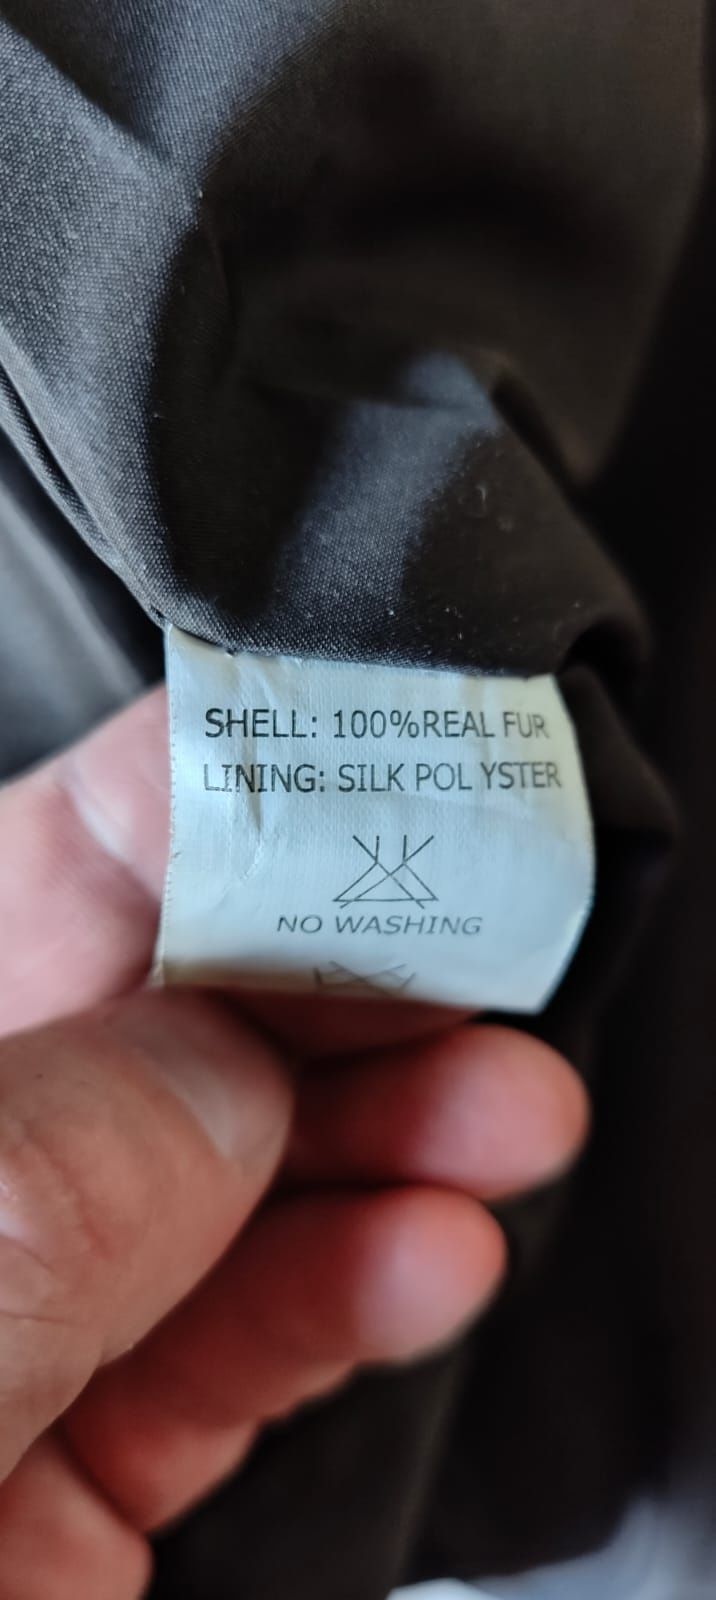 SHELL: 100%REAL FUR
LINING: SILK POL YSTER
NO WASHING